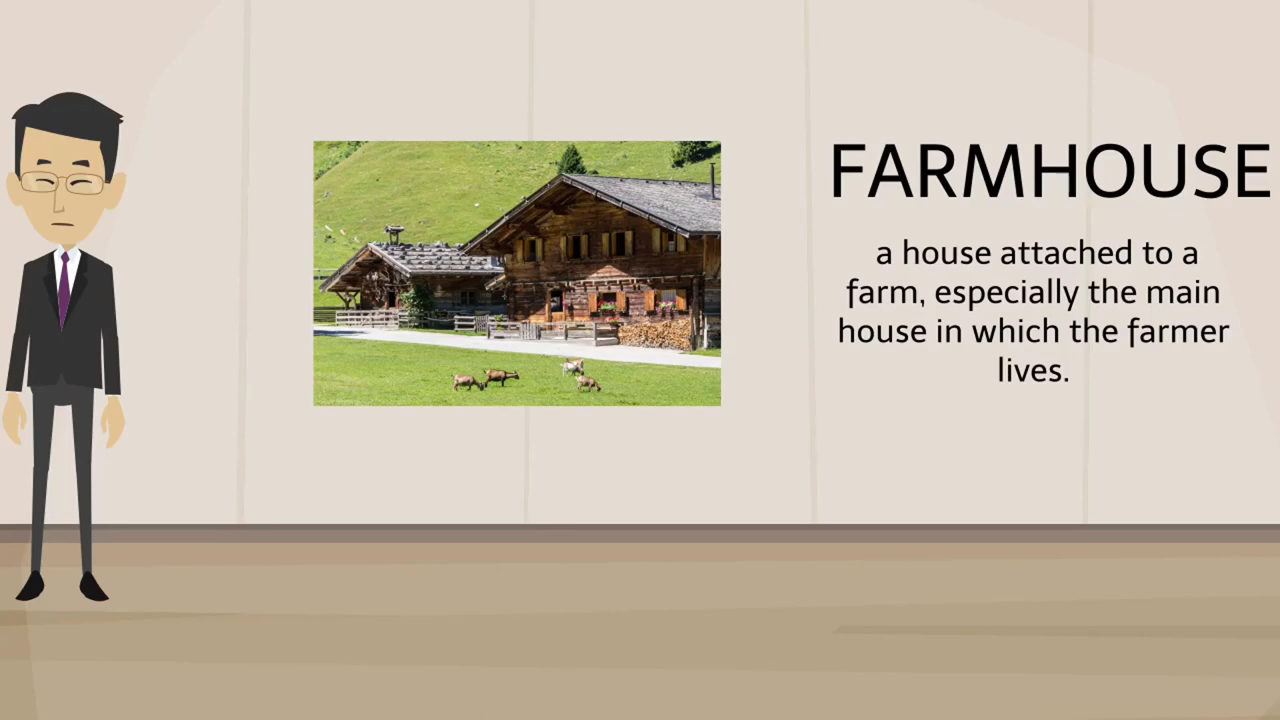 FARMHOUSE
a house attached to a
farm, especially the main
house in which the farmer
lives.